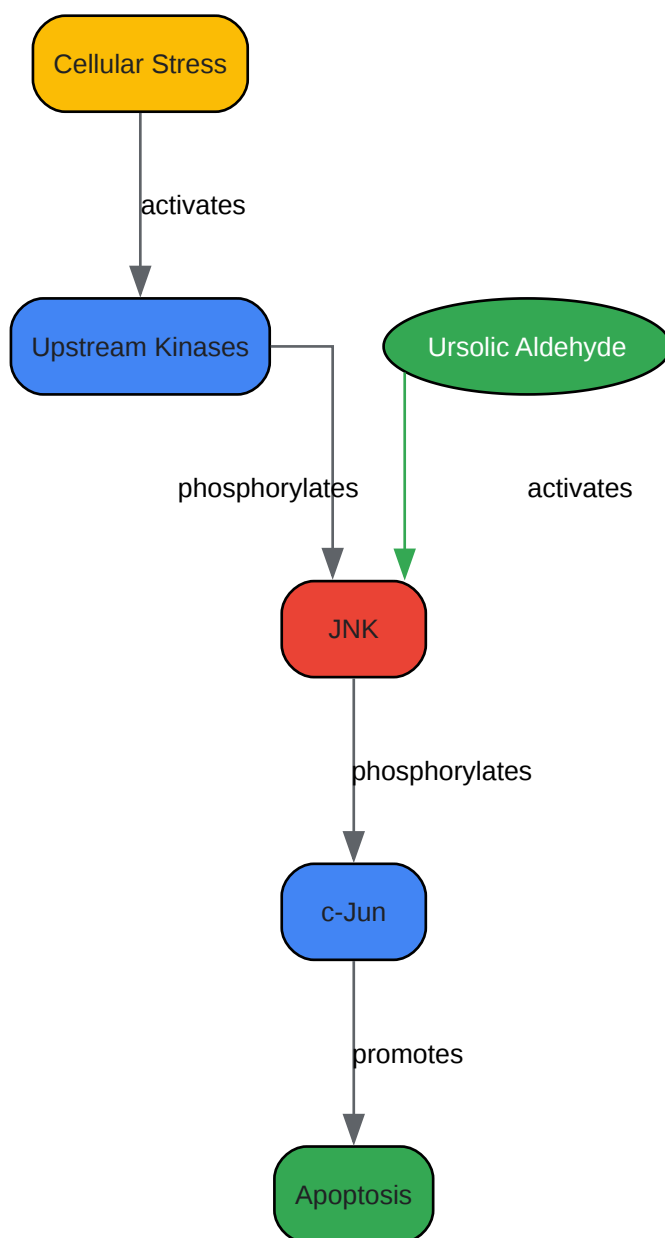 Cellular Stress
activates
Upstream Kinases
Ursolic Aldehyde
phosphorylates
activates
JNK
phosphorylates
c-Jun
promotes
Apoptosis